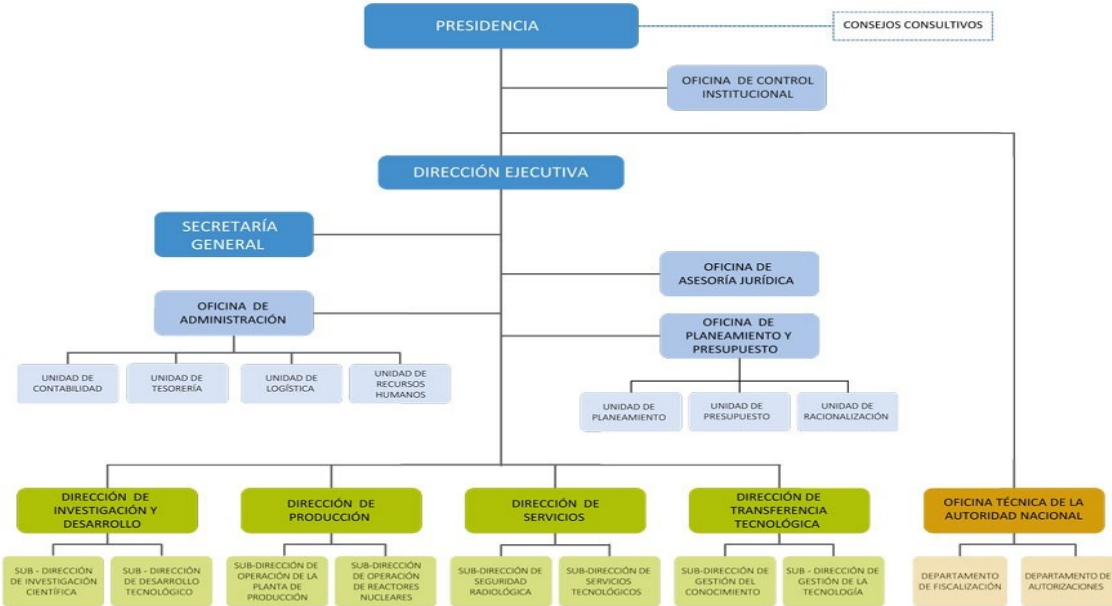 PRESIDENCIA
CONSEJOS CONSULTIVOS
OFICINA DE CONTROL
INSTITUCIONAL
DIRECCIÓN EJECUTIVA
SECRETARÍA
GENERAL
OFICINA DE
ASESORÍA JURÍDICA
OFICINA DE
ADMINISTRACIÓN
OFICINA DE
PLANEAMIENTO Y
PRESUPUESTO
UNIDAD DE
CONTABILIDAD
UNIDAD DE
TESORERÍA
UNIDAD DE
LOGÍSTICA
UNIDAD DE
RECURSOS
HUMANOS
UNIDAD DE
PLANEAMIENTO
UNIDAD DE
PRESUPUESTO
UNIDAD DE
RACIONALIZACIÓN
DIRECCIÓN DE
INVESTIGACIÓN Y
DESARROLLO
DIRECCIÓN DE
PRODUCCIÓN
DIRECCIÓN DE
SERVICIOS
DIRECCIÓN DE
TRANSFERENCIA
TECNOLÓGICA
OFICINA TÉCNICA DE LA
AUTORIDAD NACIONAL
SUB - DIRECCIÓN
DE INVESTIGACIÓN
CIENTÍFICA
SUB - DIRECCIÓN
DE DESARROLLO
TECNOLÓGICO
SUB-DIRECCIÓN DE
OPERACIÓN DE LA
PLANTA DE
PRODUCCIÓN
SUB-DIRECCIÓN
DE OPERACIÓN
DE REACTORES
NUCLEARES
SUB-DIRECCIÓN DE
SEGURIDAD
RADIOLÓGICA
SUB-DIRECCIÓN DE
SERVICIOS
TECNOLÓGICOS
SUB-DIRECCIÓN DE
GESTIÓN DEL
CONOCIMIENTO
SUB - DIRECCIÓN DE
GESTIÓN DE LA
TECNOLOGÍA
DEPARTAMENTO
DE FISCALIZACIÓN
DEPARTAMENTO DE
AUTORIZACIONES